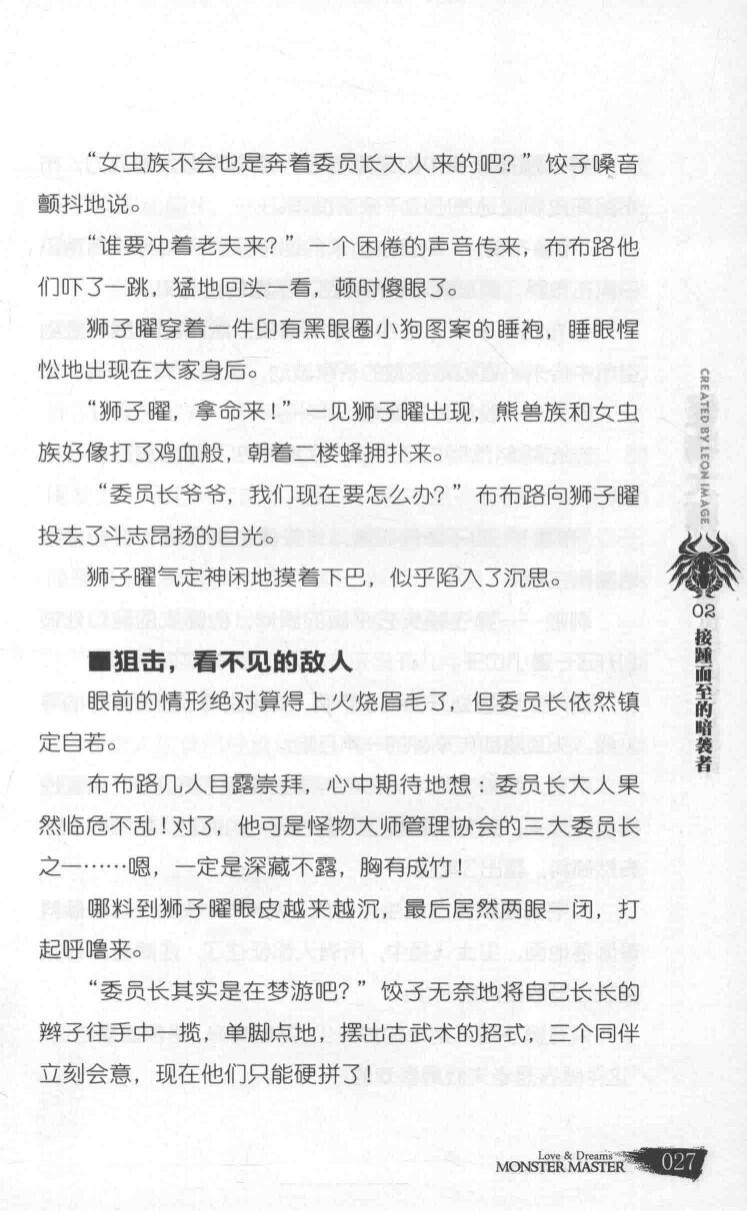 “女虫族不会也是奔着委员长大人来的吧？”饺子嗓音
颤抖地说。
“谁要冲着老夫来？”一个困倦的声音传来，布布路他
们吓了一跳，猛地回头一看，顿时傻眼了。
狮子曜穿着一件印有黑眼圈小狗图案的睡袍，睡眼惺
忪地出现在大家身后。
“狮子曜，拿命来！”一见狮子曜出现，熊兽族和女虫
族好像打了鸡血般，朝着二楼蜂拥扑来。
“委员长爷爷，我们现在要怎么办？”布布路向狮子曜
投去了斗志昂扬的目光。
狮子曜气定神闲地摸着下巴，似乎陷入了沉思。
■狙击，看不见的敌人
眼前的情形绝对算得上火烧眉毛了，但委员长依然镇
定自若。
布布路几人目露崇拜，心中期待地想：委员长大人果
然临危不乱！对了，他可是怪物大师管理协会的三大委员长
之一……嗯，一定是深藏不露，胸有成竹！
哪料到狮子曜眼皮越来越沉，最后居然两眼一闭，打
起呼噜来。
“委员长其实是在梦游吧？”饺子无奈地将自己长长的
辫子往手中一揽，单脚点地，摆出古武术的招式，三个同伴
立刻会意，现在他们只能硬拼了！
CREATED BY LEON IMAGE
02
接踵而至的暗袭者
Love & Dreams
MONSTER MASTER
027